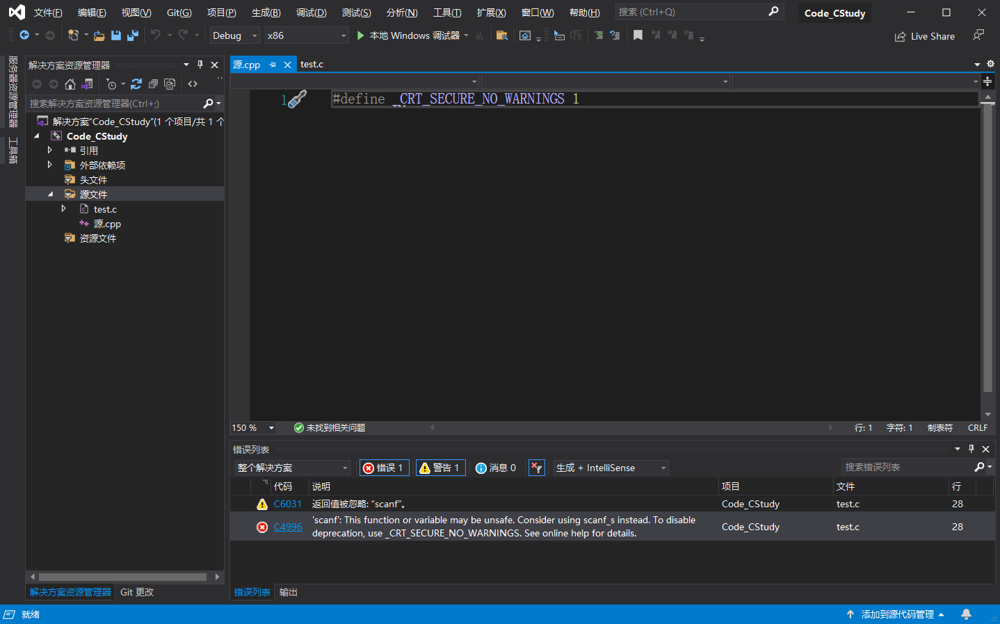 文件(F) 编辑(E) 视图(V) Git(G) 项目(P) 生成(B) 调试(D) 测试(S) 分析(N) 工具(T) 扩展(X) 窗口(W) 帮助(H) 搜索 (Ctrl+Q) Code_CStudy
Debug x86 本地 Windows 调试器 Live Share
服务器资源管理器
工具箱
解决方案资源管理器
搜索解决方案资源管理器(Ctrl+;)
解决方案"Code_CStudy"(1 个项目/共 1 个
Code_CStudy
引用
外部依赖项
头文件
源文件
test.c
源.cpp
资源文件
解决方案资源管理器 Git 更改
源.cpp test.c
1 #define _CRT_SECURE_NO_WARNINGS 1
150 % 未找到相关问题 行: 1 字符: 1 制表符 CRLF
错误列表
整个解决方案 错误 1 警告 1 消息 0 生成 + IntelliSense 搜索错误列表
代码 说明 项目 文件 行
C6031 返回值被忽略: "scanf"。 Code_CStudy test.c 28
C4996 'scanf': This function or variable may be unsafe. Consider using scanf_s instead. To disable
deprecation, use _CRT_SECURE_NO_WARNINGS. See online help for details. Code_CStudy test.c 28
错误列表 输出
就绪 添加到源代码管理